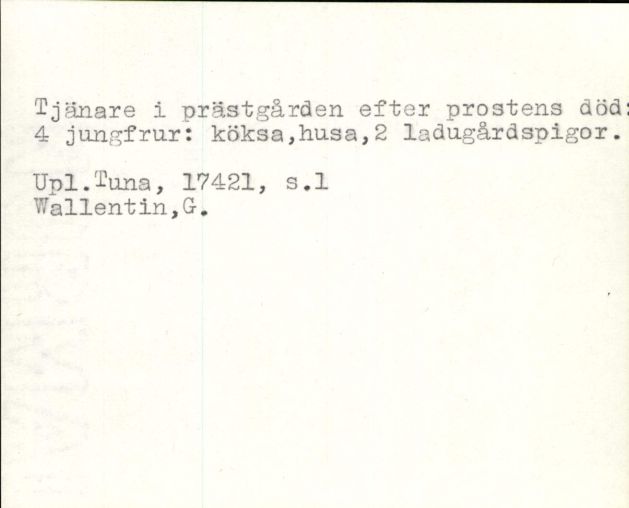 Tjänare i prästgården efter prostens död:
4 jungfrur: köksa,husa,2 ladugårdspigor.
Upl.Tuna, 17421, s.1
Wallentin,G.